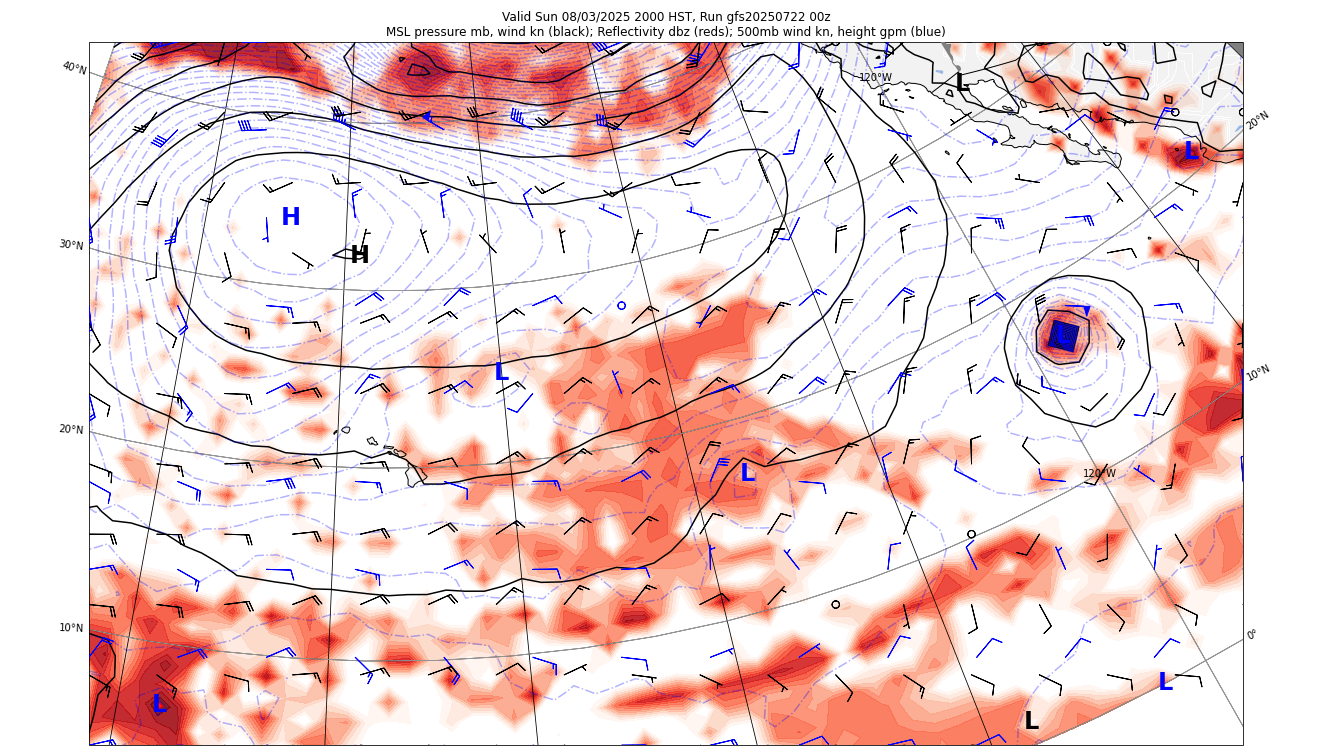 Valid Sun 08/03/2025 2000 HST, Run gfs20250722 00z
MSL pressure mb, wind kn (black); Reflectivity dbz (reds); 500mb wind kn, height gpm (blue)
40°N
120°W
L
20°N
L
H
30°N
H
L
10°N
20°N
L
120°W
10°N
0°
L
L
L